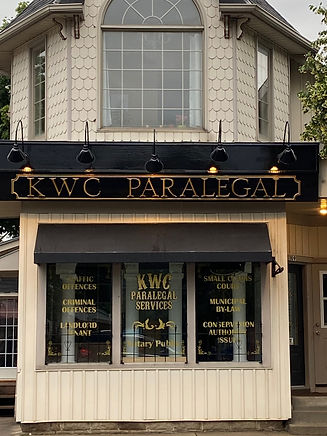 KWC PARALEGAL
TRAFFIC
OFFENCES
CRIMINAL
OFFENCES
LANDLORD
TENANT
KWC
PARALEGAL
SERVICES
Notary Public
SMALL CLAIMS
COURT
MUNICIPAL
BY-LAW
CONSERVATION
AUTHORITY
ISSUES